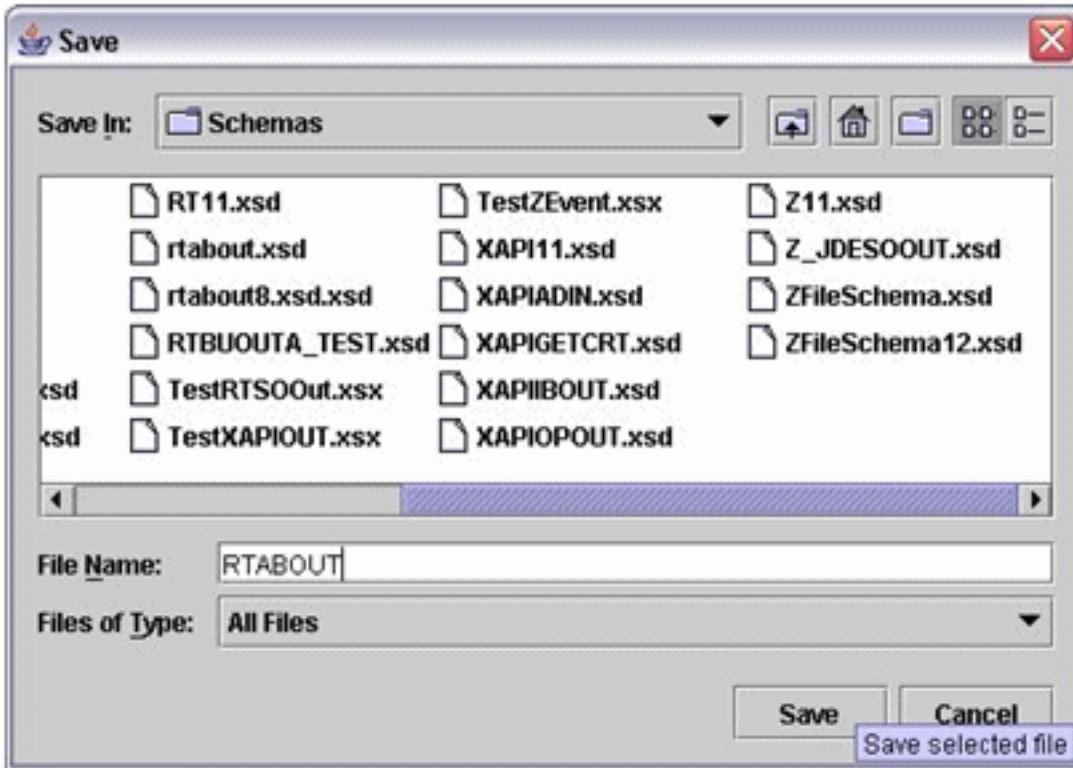 Save
Save In: Schemas
RT11.xsd
rtabout.xsd
rtabout8.xsd.xsd
RTBUOUTA_TEST.xsd
xsd TestRTSOOut.xsx
xsd TestXAPIOUT.xsx
TestZEvent.xsx
XAPI11.xsd
XAPIADIN.xsd
XAPIGETCRT.xsd
XAPIIBOUT.xsd
XAPIOPOUT.xsd
Z11.xsd
Z_JDESOOUT.xsd
ZFileSchema.xsd
ZFileSchema12.xsd
File Name: RTABOUT
Files of Type: All Files
Save Cancel
Save selected file